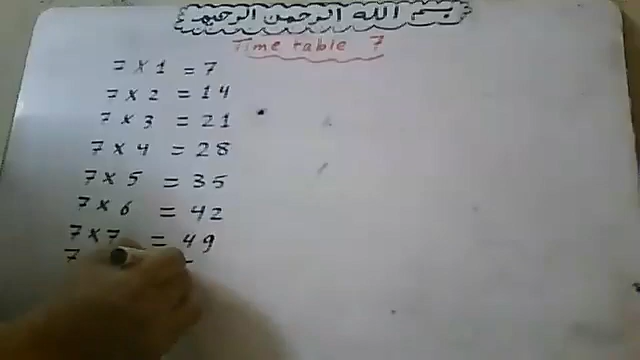 بسم الله الرحمن الرحيم
Time table 7
7 x 1 = 7
7 x 2 = 14
7 x 3 = 21
7 x 4 = 28
7 x 5 = 35
7 x 6 = 42
7 x 7 = 49
7